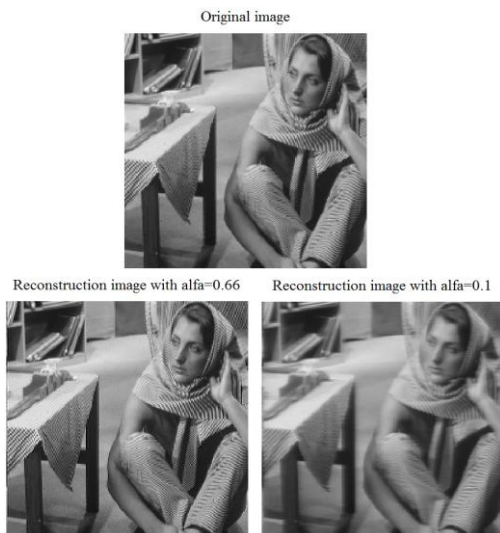 Original image
Reconstruction image with alfa=0.66
Reconstruction image with alfa=0.1